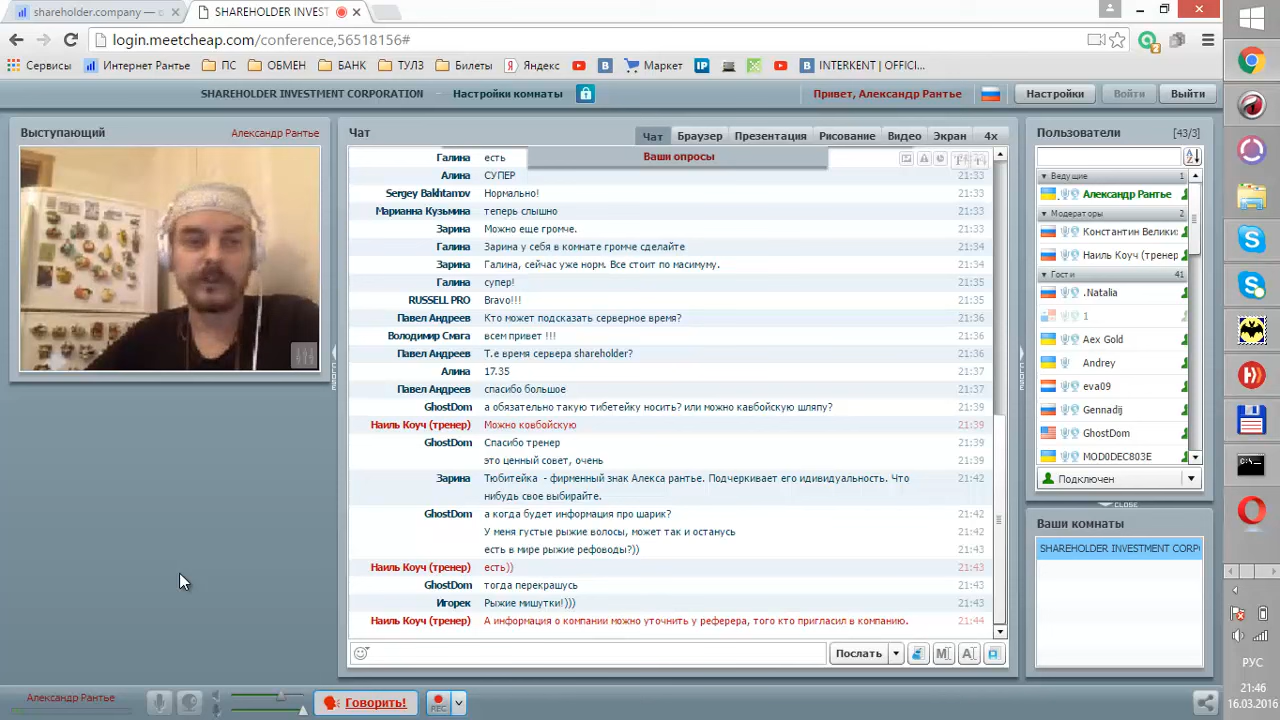 shareholder.company —
SHAREHOLDER INVEST
login.meetcheap.com/conference,56518156#
Сервисы
Интернет Рантье
ПС
ОБМЕН
БАНК
ТУЛЗ
Билеты
Яндекс
Маркет
INTERKENT | OFFICI...
SHAREHOLDER INVESTMENT CORPORATION
Настройки комнаты
Привет, Александр Рантье
Настройки
Войти
Выйти
Выступающий
Александр Рантье
Чат
Чат
Браузер
Презентация
Рисование
Видео
Экран
4x
Ваши опросы
Галина есть
Алина СУПЕР 21:33
Sergey Bakhtamov Нормально! 21:33
Марианна Кузьмина теперь слышно 21:33
Зарина Можно еще громче. 21:33
Галина Зарина у себя в комнате громче сделайте 21:34
Зарина Галина, сейчас уже норм. Все стоит по масимуму. 21:34
Галина супер! 21:35
RUSSELL PRO Bravo!!! 21:35
Павел Андреев Кто может подсказать серверное время? 21:36
Володимир Смага всем привет !!! 21:36
Павел Андреев Т.е время сервера shareholder? 21:36
Алина 17.35 21:37
Павел Андреев спасибо большое 21:37
GhostDom а обязательно такую тибетейку носить? или можно кавбойскую шляпу? 21:39
Наиль Коуч (тренер) Можно ковбойскую 21:39
GhostDom Спасибо тренер 21:39
это ценный совет, очень 21:39
Зарина Тюбитейка - фирменный знак Алекса рантье. Подчеркивает его идивидуальность. Что 21:42
нибудь свое выбирайте.
GhostDom а когда будет информация про шарик? 21:42
У меня густые рыжие волосы, может так и останусь 21:42
есть в мире рыжие рефоводы?)) 21:43
Наиль Коуч (тренер) есть)) 21:43
GhostDom тогда перекрашусь 21:43
Игорек Рыжие мишутки!))) 21:43
Наиль Коуч (тренер) А информация о компании можно уточнить у реферера, того кто пригласил в компанию. 21:44
Послать
Пользователи [43/3]
Ведущие 1
Александр Рантье
Модераторы 2
Константин Велики
Наиль Коуч (тренер
Гости 41
.Natalia
1
Aex Gold
Andrey
eva09
Gennadij
GhostDom
MOD0DEC803E
Подключен
CLOSE
Ваши комнаты
SHAREHOLDER INVESTMENT CORP
Александр Рантье
Говорить!
REC
РУС
21:46
16.03.2016